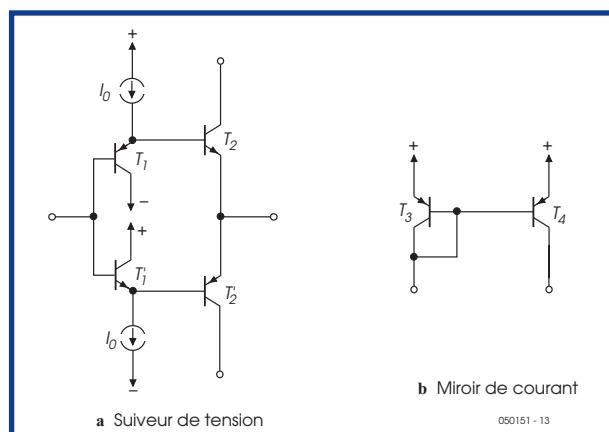 +
I0
T2
T1
−
+
T'1
T'2
I0
−
a Suiveur de tension
+ +
T3 T4
b Miroir de courant
050151 - 13